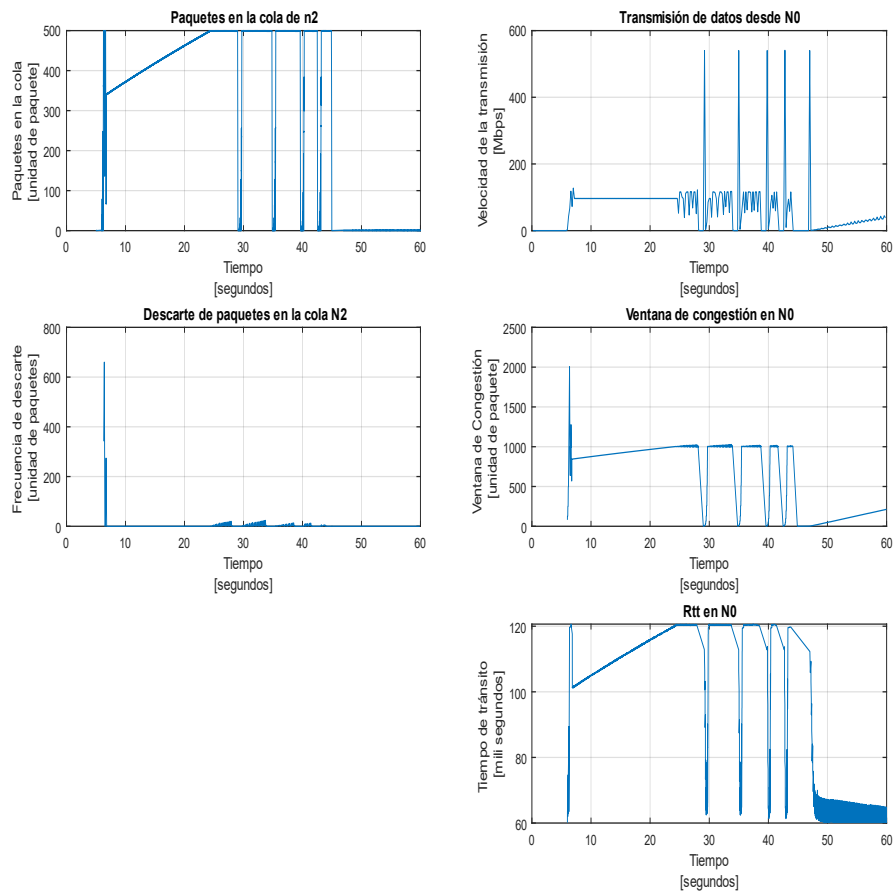 Paquetes en la cola de n2
Paquetes en la cola
[unidad de paquete]
500
400
300
200
100
0
0 10 20 30 40 50 60
Tiempo
[segundos]
Transmisión de datos desde N0
Velocidad de la transmisión
[Mbps]
600
400
200
0
0 10 20 30 40 50 60
Tiempo
[segundos]
Descarte de paquetes en la cola N2
Frecuencia de descarte
[unidad de paquetes]
800
600
400
200
0
0 10 20 30 40 50 60
Tiempo
[segundos]
Ventana de congestión en N0
Ventana de Congestión
[unidad de paquete]
2500
2000
1500
1000
500
0
0 10 20 30 40 50 60
Tiempo
[segundos]
Rtt en N0
Tiempo de tránsito
[mili segundos]
120
100
80
60
0 10 20 30 40 50 60
Tiempo
[segundos]